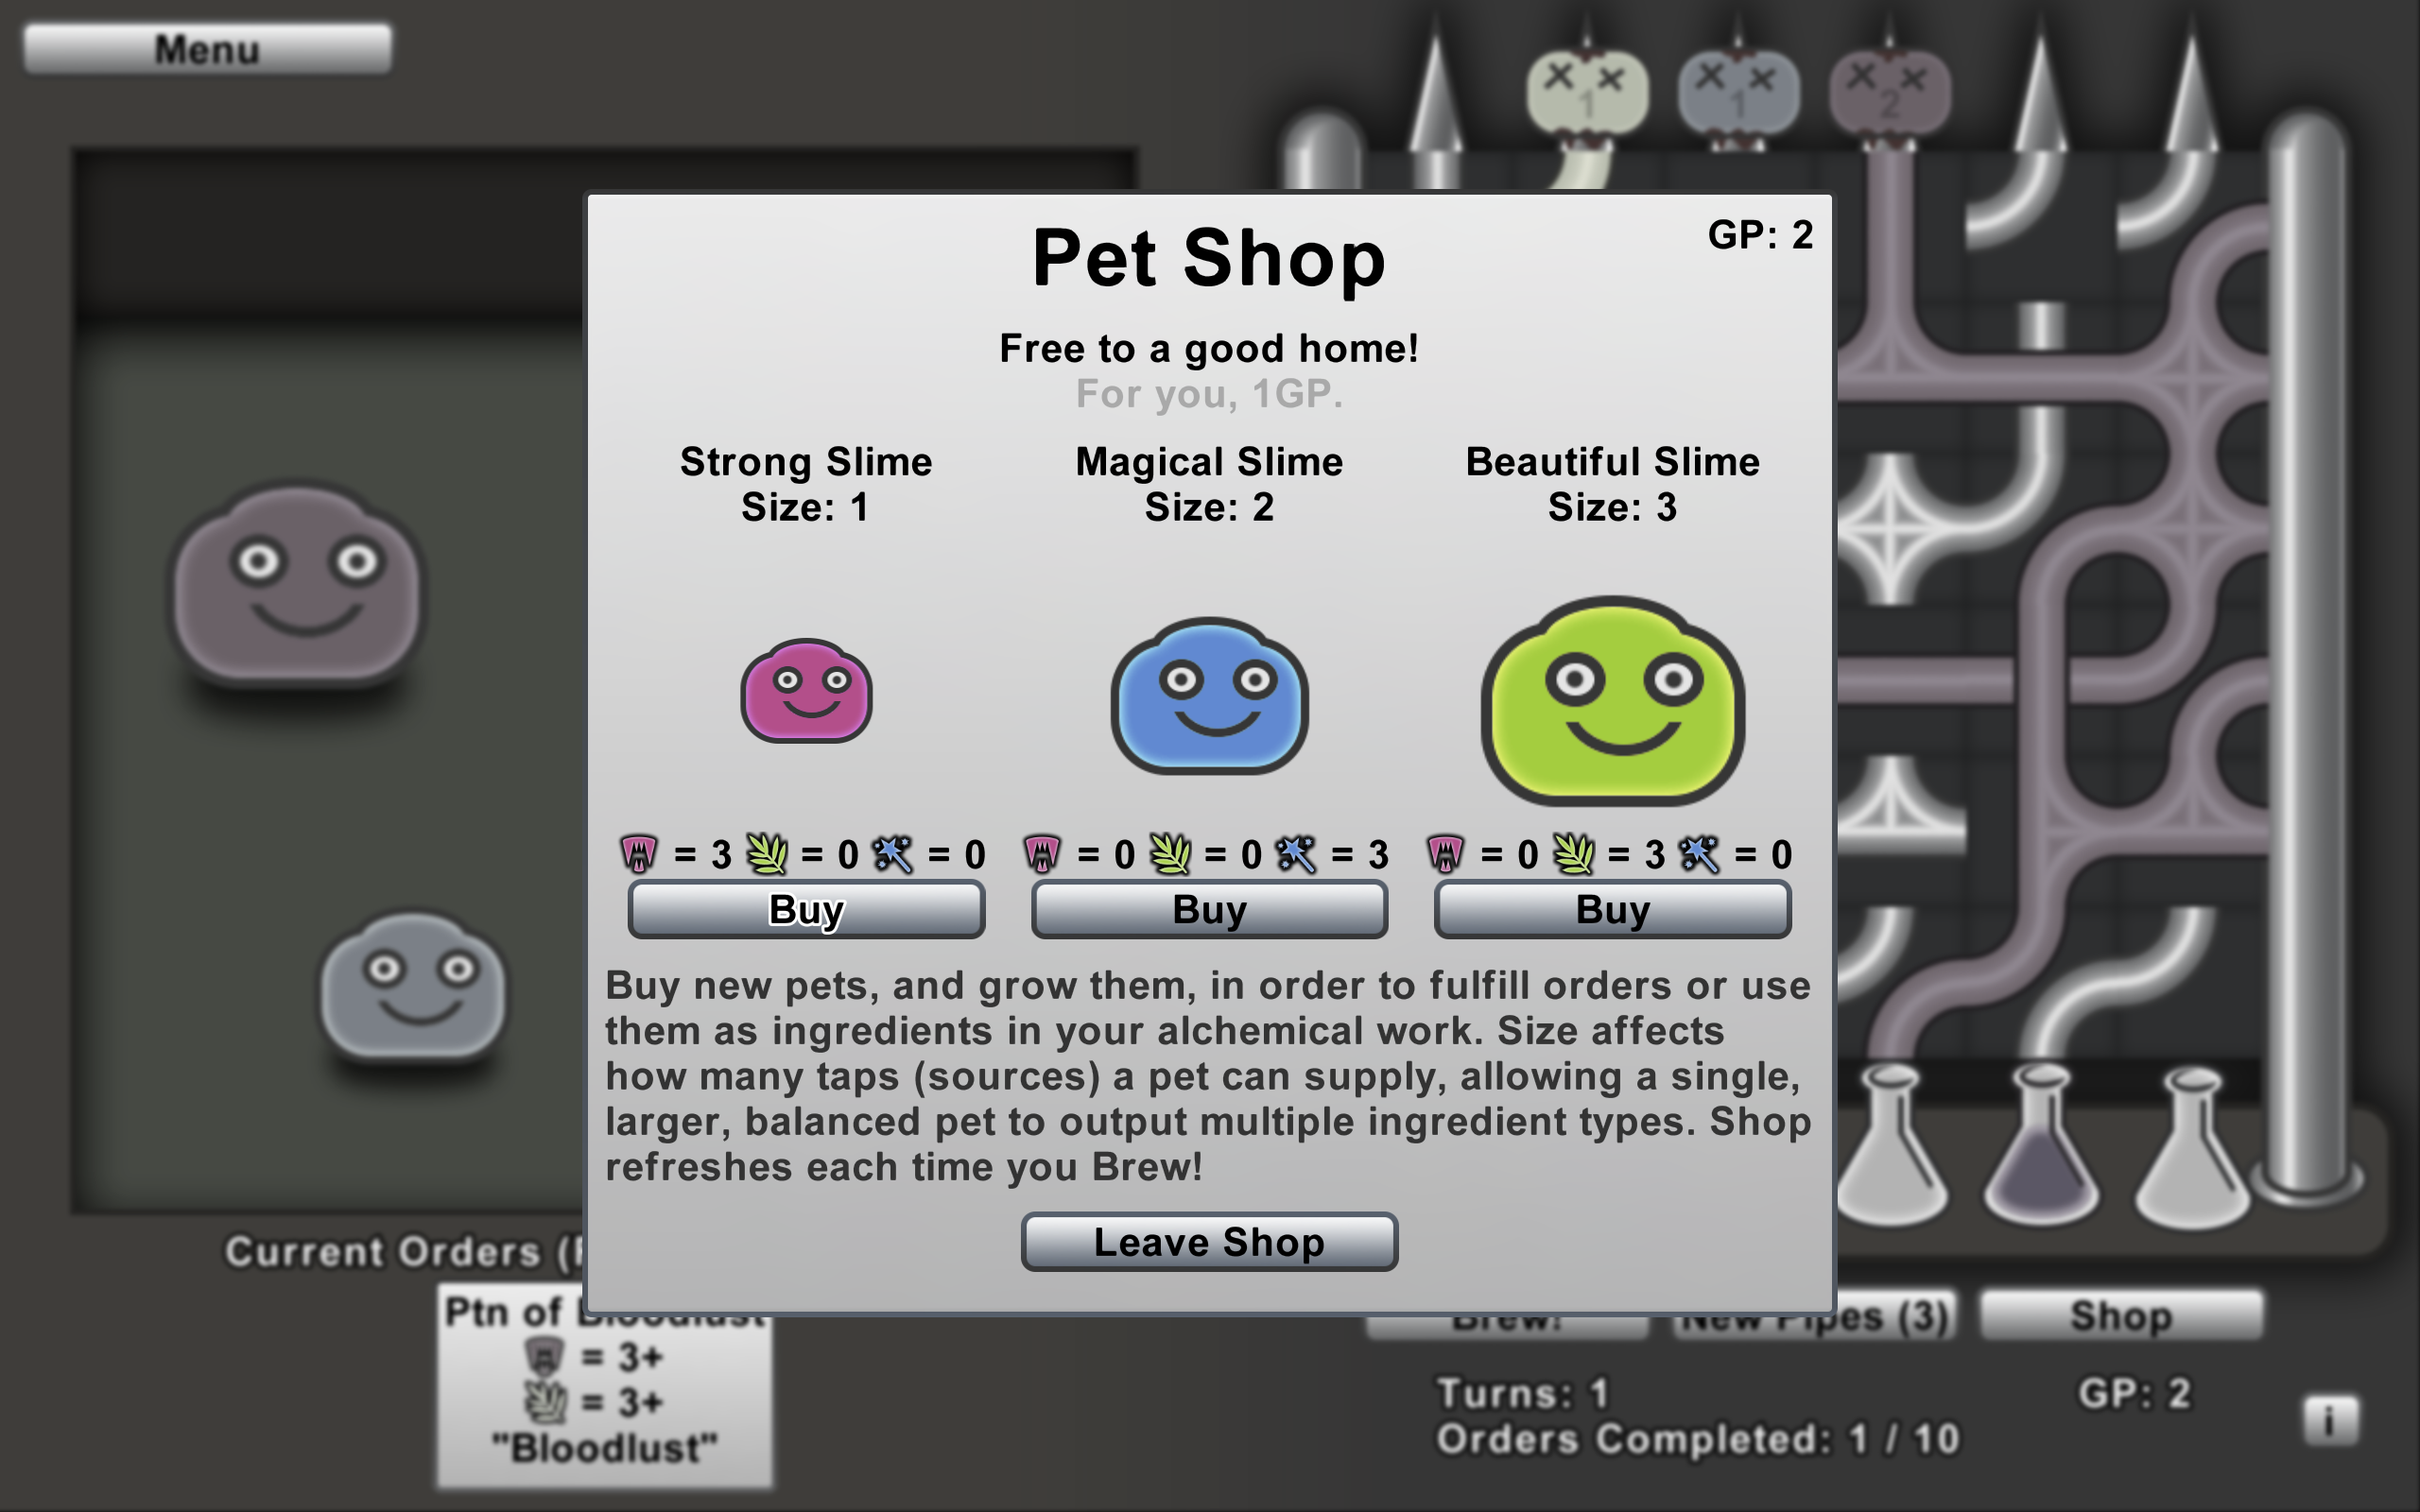 Menu
1
1
2
Pet Shop
GP: 2
Free to a good home!
For you, 1GP.
Strong Slime
Size: 1
Magical Slime
Size: 2
Beautiful Slime
Size: 3
= 3 = 0 = 0
= 0 = 0 = 3
= 0 = 3 = 0
Buy
Buy
Buy
Buy new pets, and grow them, in order to fulfill orders or use
them as ingredients in your alchemical work. Size affects
how many taps (sources) a pet can supply, allowing a single,
larger, balanced pet to output multiple ingredient types. Shop
refreshes each time you Brew!
Leave Shop
Current Orders (
Ptn of Bloodlust
= 3+
= 3+
"Bloodlust"
Brew!
New Pipes (3)
Shop
Turns: 1
GP: 2
Orders Completed: 1 / 10
i